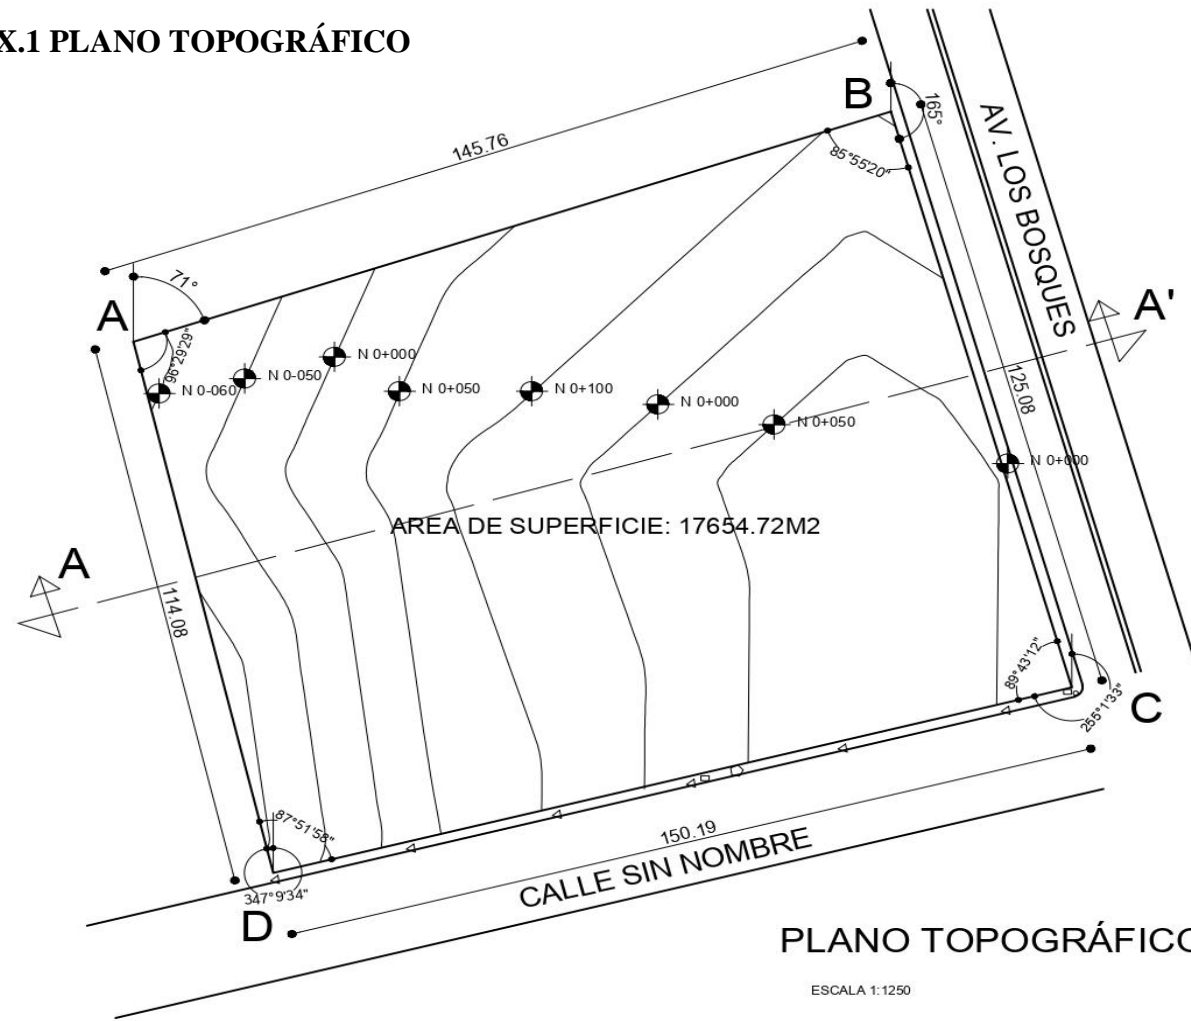 X.1 PLANO TOPOGRÁFICO
B
165°
145.76
85°55'20"
AV. LOS BOSQUES
71°
A
A'
96°29'29"
N 0-060
N 0-050
N 0+000
N 0+050
N 0+100
N 0+000
N 0+050
125.08
N 0+000
AREA DE SUPERFICIE: 17654.72M2
A
114.08
89°43'12"
255°1'33"
C
87°51'58"
347°9'34"
D
150.19
CALLE SIN NOMBRE
PLANO TOPOGRÁFICO
ESCALA 1:1250